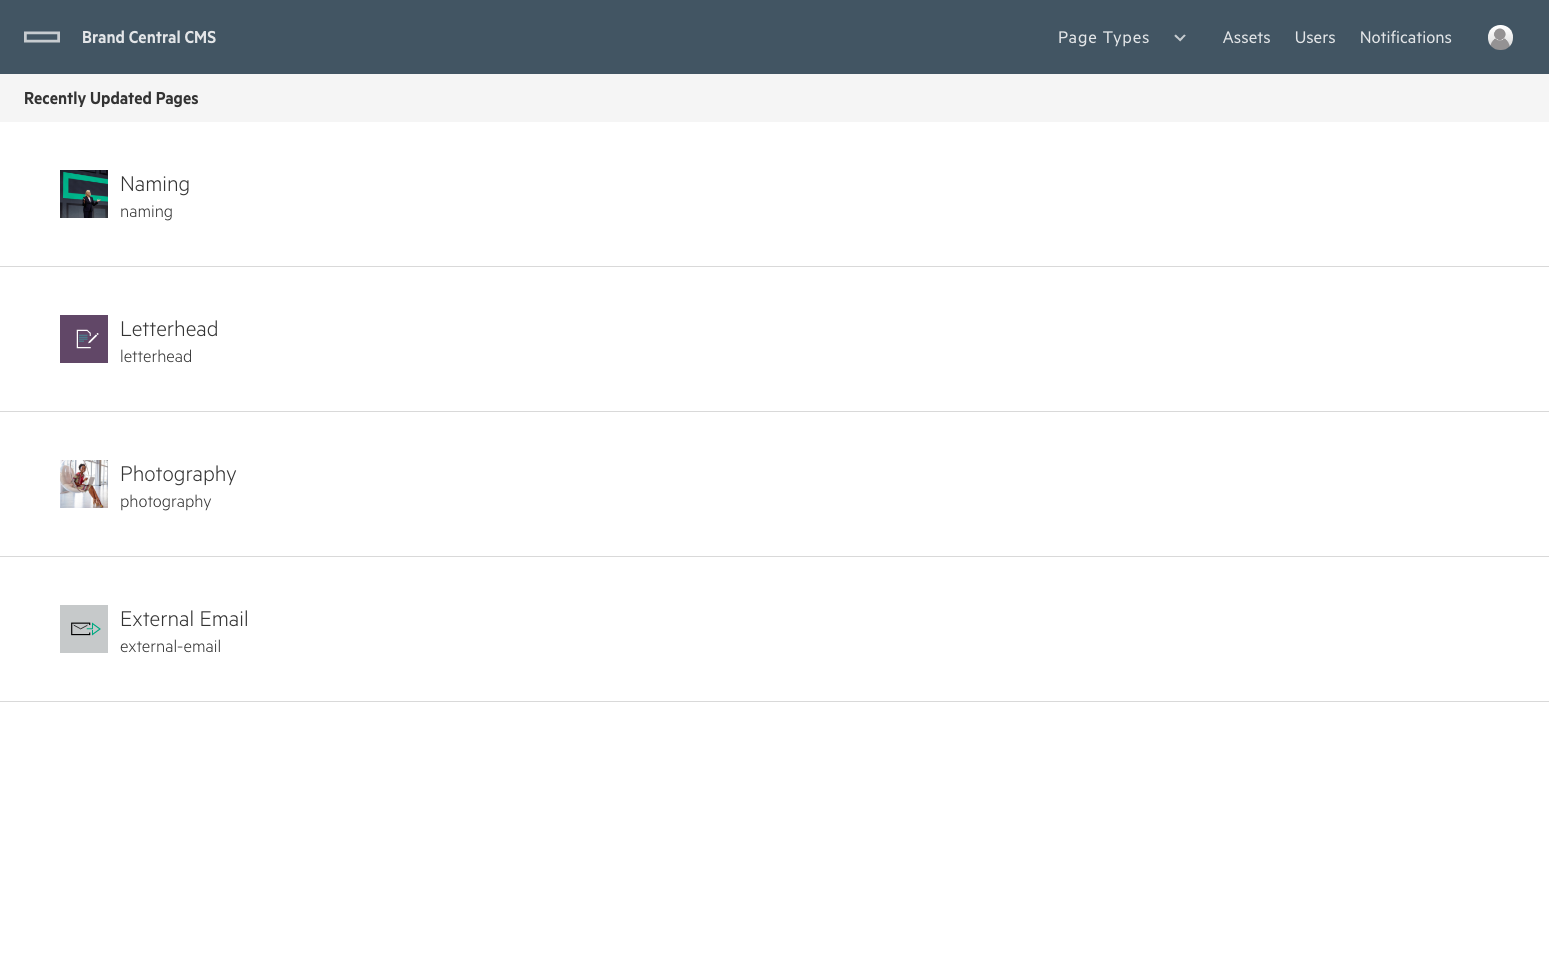 Brand Central CMS
Page Types
Assets
Users
Notifications
Recently Updated Pages
Naming
naming
Letterhead
letterhead
Photography
photography
External Email
external-email